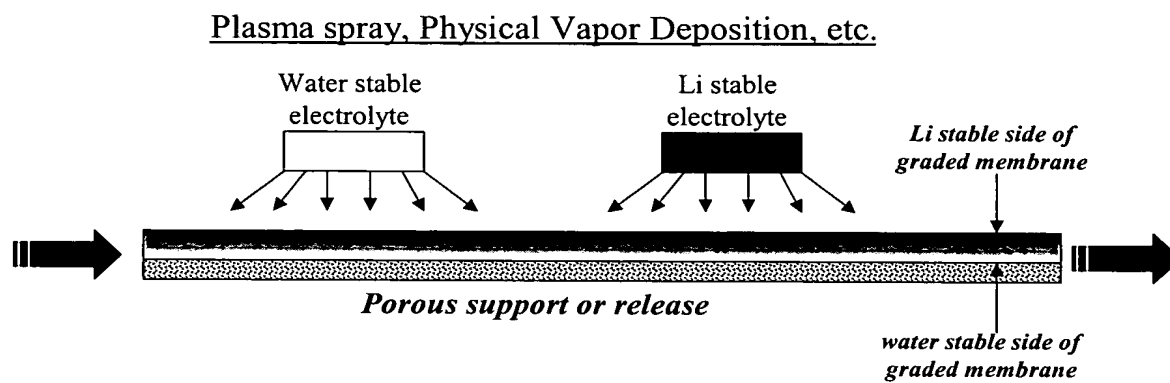 Plasma spray, Physical Vapor Deposition, etc.
Water stable
electrolyte
Li stable
electrolyte
Li stable side of
graded membrane
Porous support or release
water stable side of
graded membrane